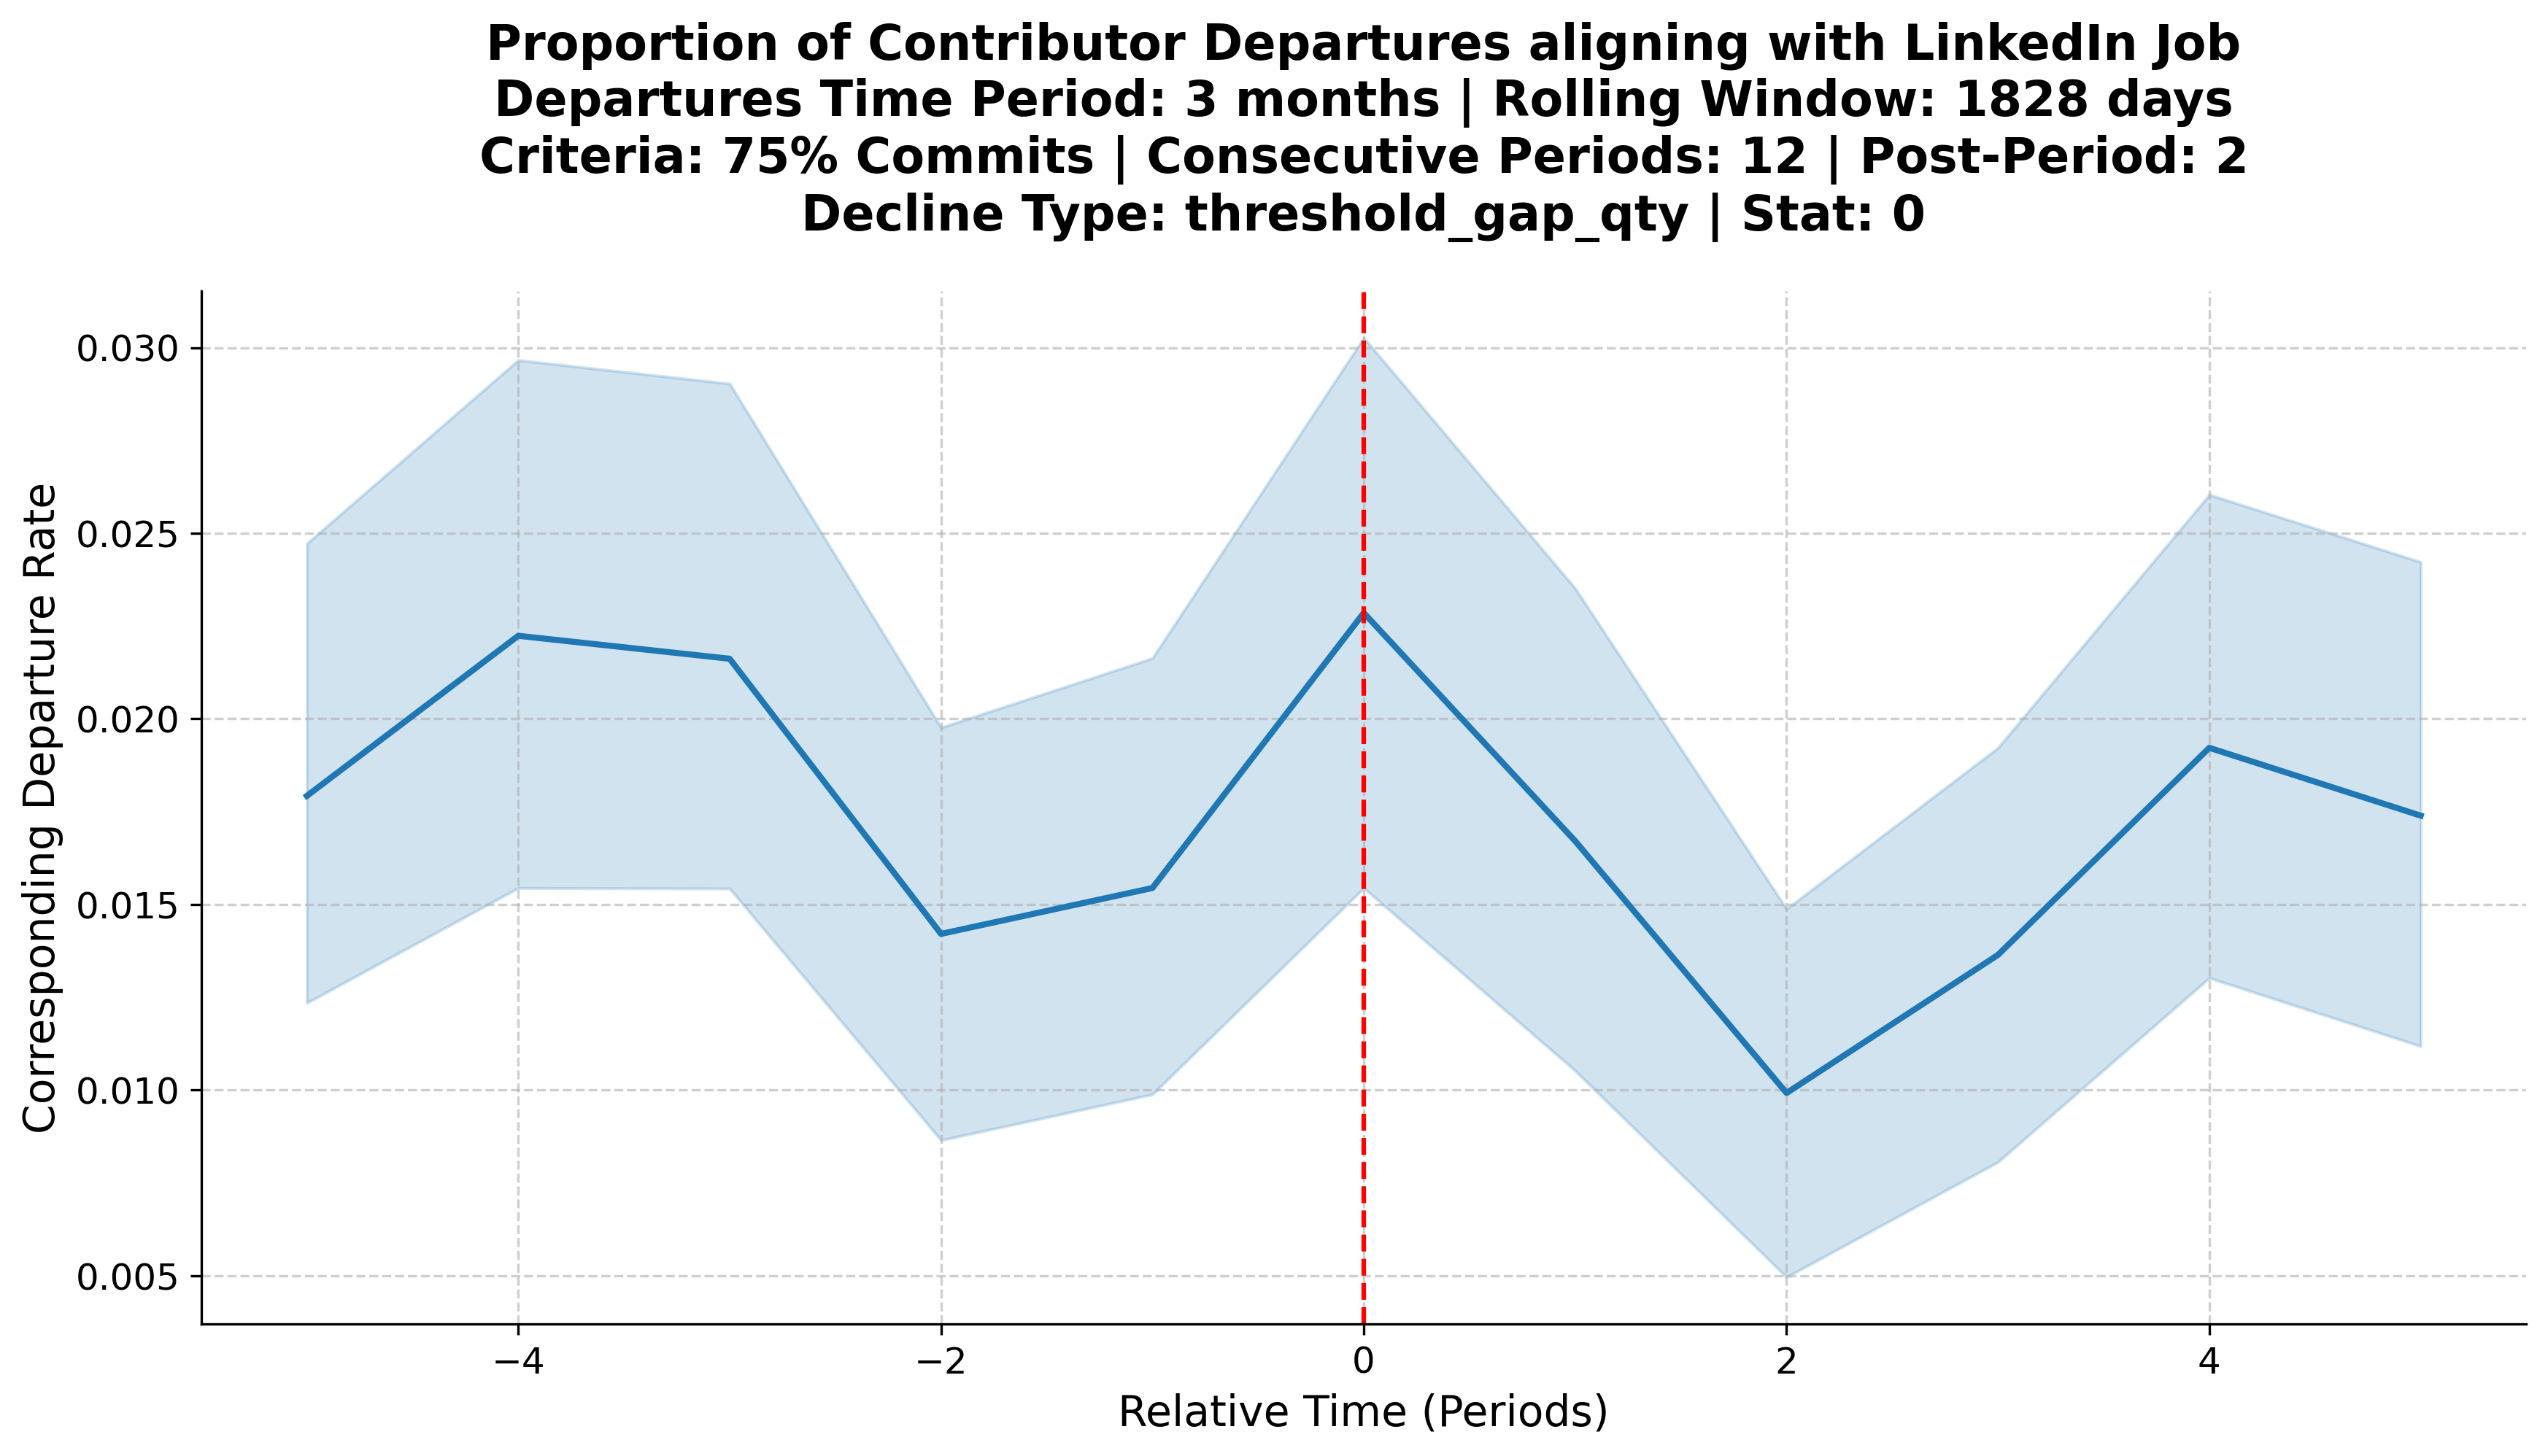 Proportion of Contributor Departures aligning with LinkedIn Job
Departures Time Period: 3 months | Rolling Window: 1828 days
Criteria: 75% Commits | Consecutive Periods: 12 | Post-Period: 2
Decline Type: threshold_gap_qty | Stat: 0
Corresponding Departure Rate
0.030
0.025
0.020
0.015
0.010
0.005
−4 −2 0 2 4
Relative Time (Periods)